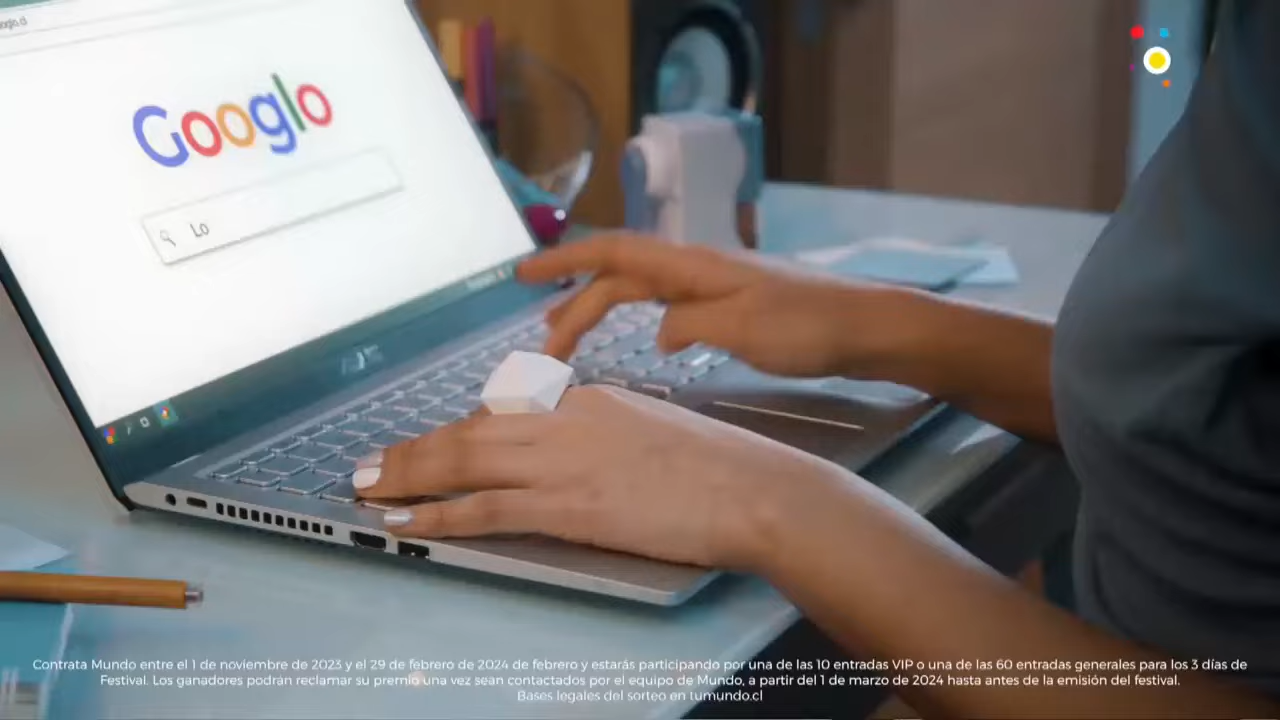 Googlo
Lo
Contrata Mundo entre el 1 de noviembre de 2023 y el 29 de febrero de 2024 de febrero y estarás participando por una de las 10 entradas VIP o una de las 60 entradas generales para los 3 días de
Festival. Los ganadores podrán reclamar su premio una vez sean contactados por el equipo de Mundo, a partir del 1 de marzo de 2024 hasta antes de la emisión del festival.
Bases legales del sorteo en tumundo.cl